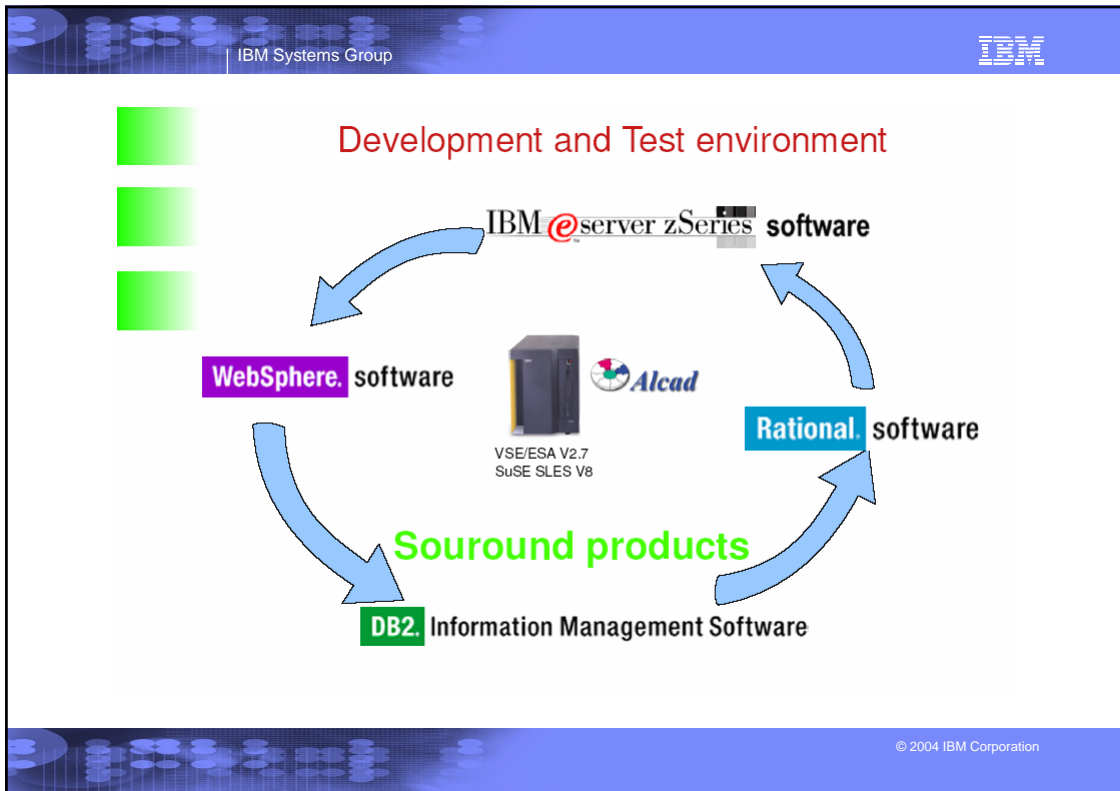 IBM Systems Group
IBM
Development and Test environment
IBM e server zSeries software
WebSphere. software
Alcad
Rational. software
VSE/ESA V2.7
SuSE SLES V8
Souround products
DB2. Information Management Software
© 2004 IBM Corporation